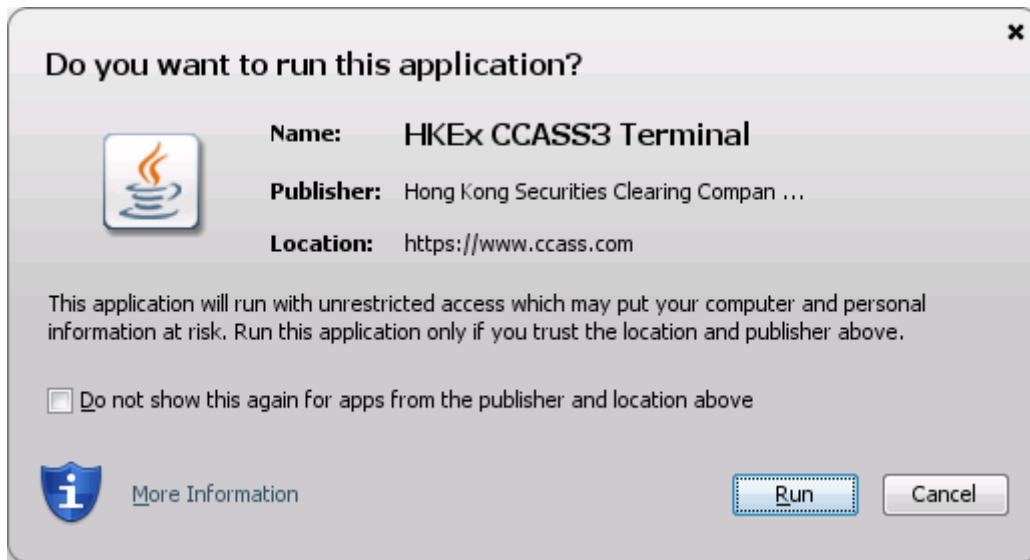 Do you want to run this application?
Name: HKEx CCASS3 Terminal
Publisher: Hong Kong Securities Clearing Compan ...
Location: https://www.ccass.com
This application will run with unrestricted access which may put your computer and personal
information at risk. Run this application only if you trust the location and publisher above.
Do not show this again for apps from the publisher and location above
More Information
Run
Cancel